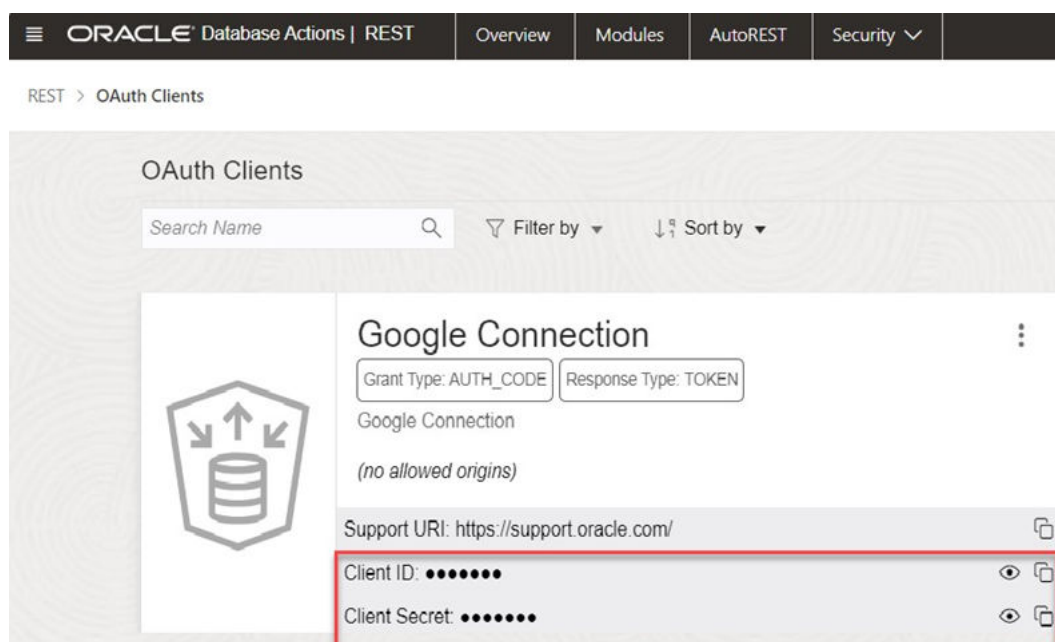 ORACLE Database Actions | REST Overview Modules AutoREST Security
REST > OAuth Clients
OAuth Clients
Search Name Filter by Sort by
Google Connection
Grant Type: AUTH_CODE Response Type: TOKEN
Google Connection
(no allowed origins)
Support URI: https://support.oracle.com/
Client ID: •••••••
Client Secret: •••••••